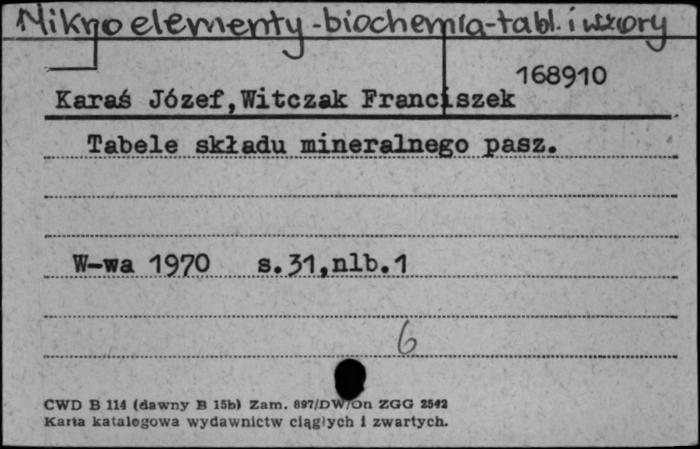 Mikroelementy-biochemia-tabl. i wzory
168910
Karaś Józef,Witczak Franciszek
Tabele składu mineralnego pasz.
W-wa 1970 s.31,nlb.1
6
CWD B 114 (dawny B 15b) Zam. 897/DW/On ZGG 2542
Karta katalogowa wydawnictw ciągłych i zwartych.